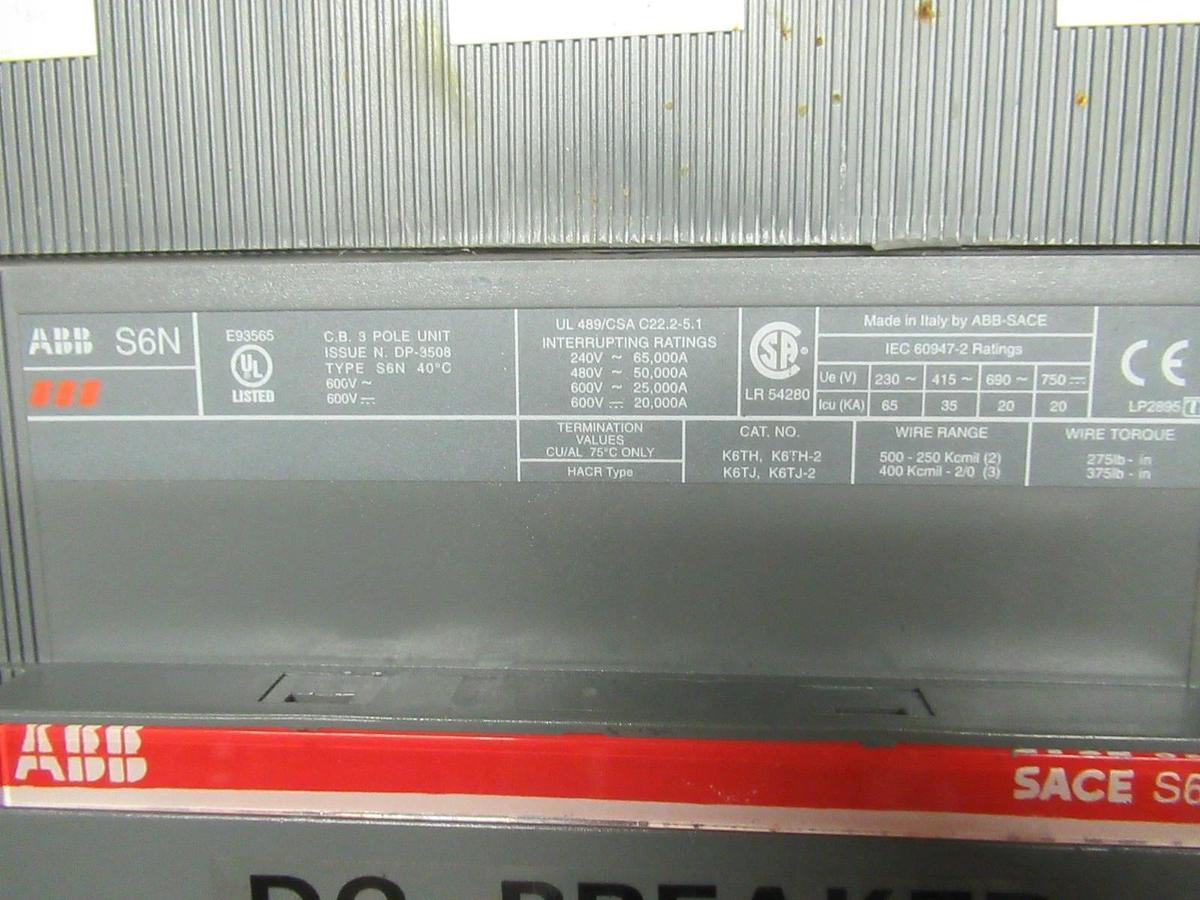 ABB S6N
E93565
UL
LISTED
C.B. 3 POLE UNIT
ISSUE N. DP-3508
TYPE S6N 40°C
600V ~
600V ⎓
UL 489/CSA C22.2-5.1
INTERRUPTING RATINGS
240V ~ 65,000A
480V ~ 50,000A
600V ~ 25,000A
600V ⎓ 20,000A
SA®
LR 54280
Made in Italy by ABB-SACE
IEC 60947-2 Ratings
Ue (V) 230 ~ 415 ~ 690 ~ 750 ⎓
Icu (KA) 65 35 20 20
CE
LP2895
TERMINATION
VALUES
CU/AL 75°C ONLY
HACR Type
CAT. NO.
K6TH, K6TH-2
K6TJ, K6TJ-2
WIRE RANGE
500 - 250 Kcmil (2)
400 Kcmil - 2/0 (3)
WIRE TORQUE
275lb - in
375lb - in
ABB
SACE S6
BREAKER